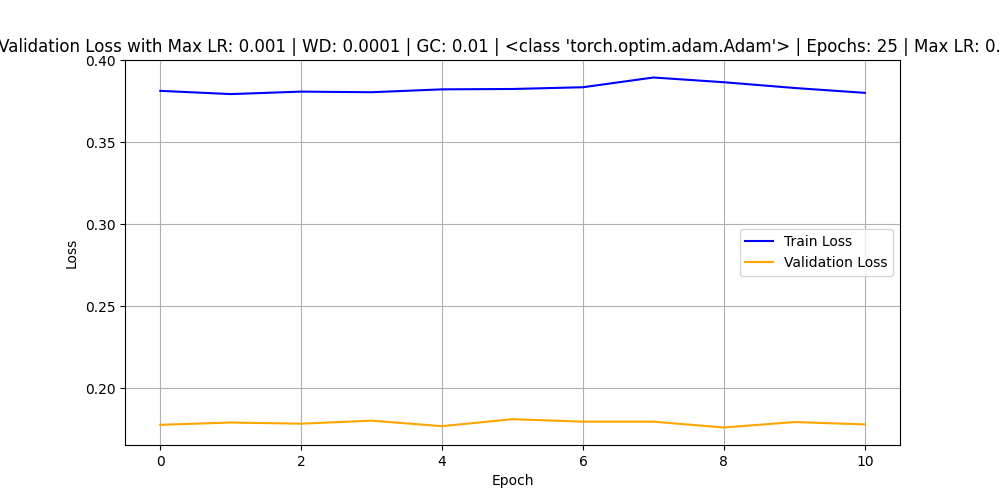 Validation Loss with Max LR: 0.001 | WD: 0.0001 | GC: 0.01 | <class 'torch.optim.adam.Adam'> | Epochs: 25 | Max LR: 0.
0.40
0.35
0.30
0.25
0.20
Loss
Train Loss
Validation Loss
0 2 4 6 8 10
Epoch